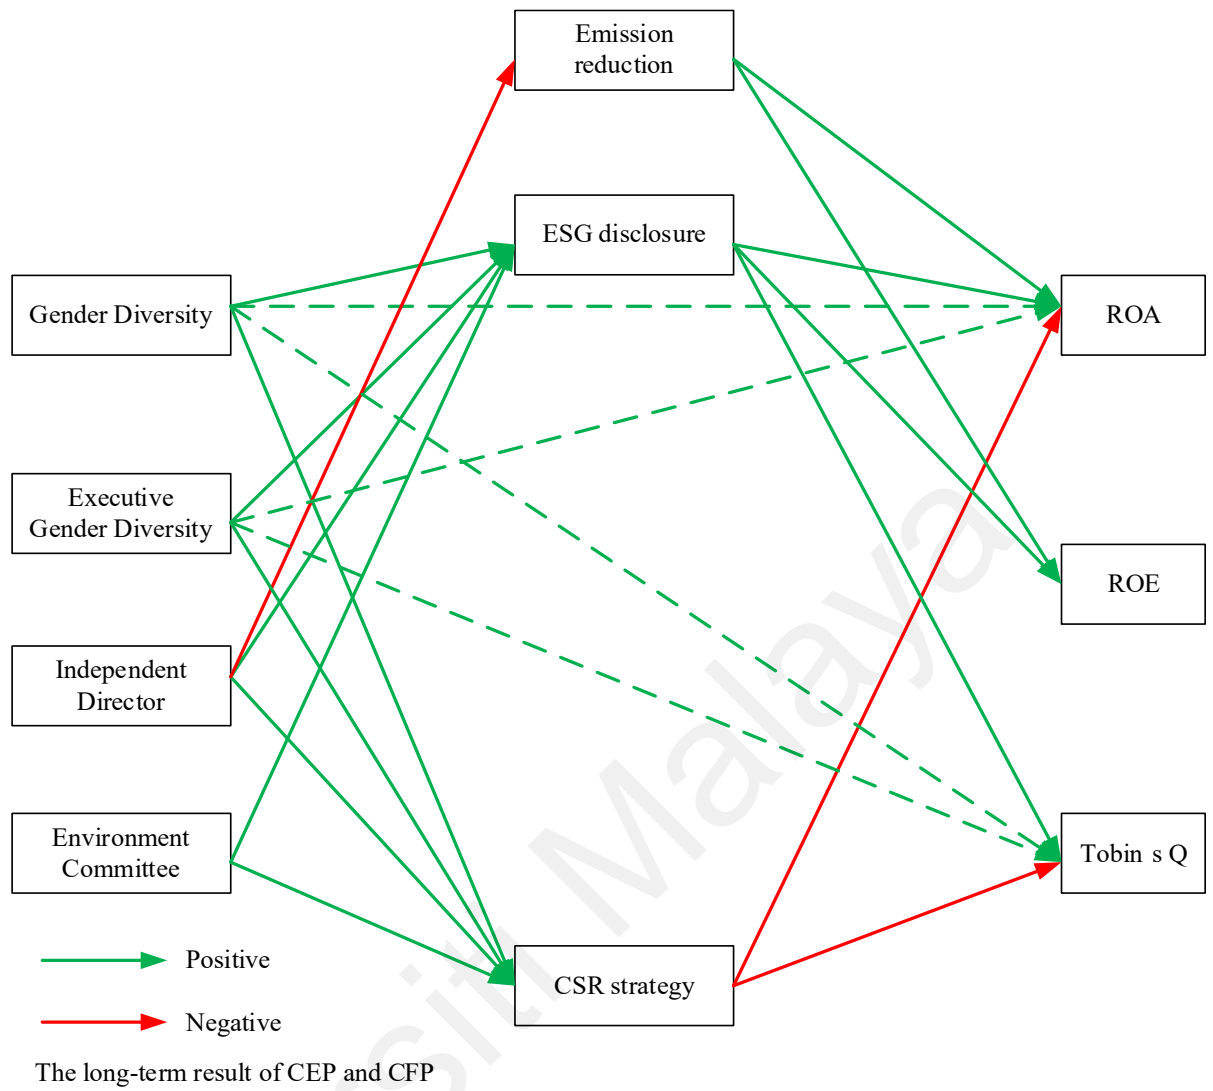 Emission
reduction
ESG disclosure
Gender Diversity
ROA
Executive
Gender Diversity
ROE
Independent
Director
Environment
Committee
Tobin s Q
CSR strategy
Positive
Negative
The long-term result of CEP and CFP
Malaya